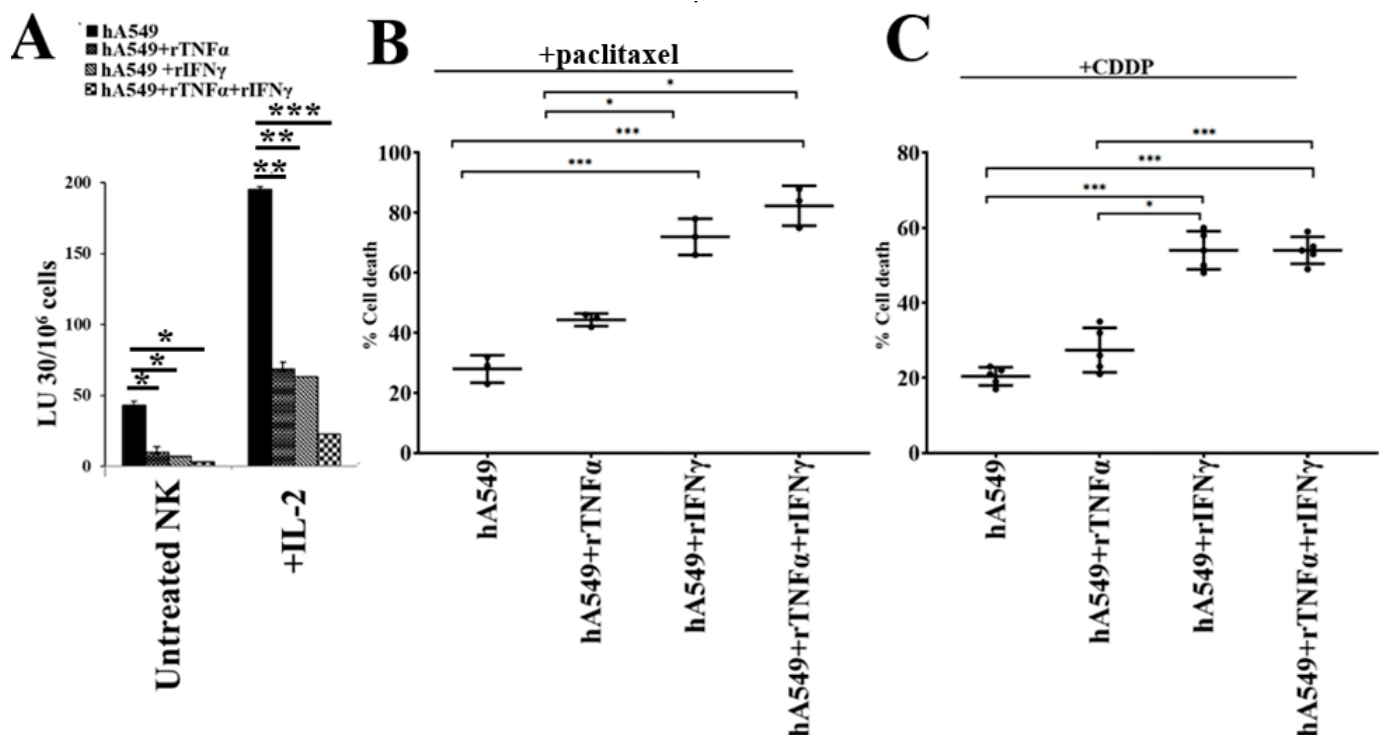 A
hA549
hA549+rTNFα
hA549 +rIFNγ
hA549+rTNFα+rIFNγ
***
**
**
*
*
*
LU 30/10⁶ cells
200
150
100
50
0
Untreated NK
+IL-2
B
+paclitaxel
*
*
***
***
% Cell death
100
80
60
40
20
0
hA549
hA549+rTNFα
hA549+rIFNγ
hA549+rTNFα+rIFNγ
C
+CDDP
***
***
***
*
% Cell death
80
60
40
20
0
hA549
hA549+rTNFα
hA549+rIFNγ
hA549+rTNFα+rIFNγ